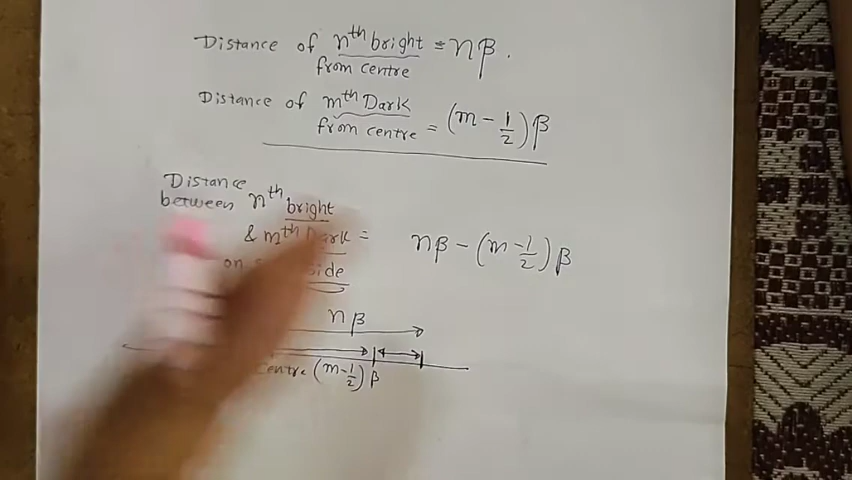 Distance of nth bright = nβ.
from centre
Distance of mth Dark
from centre = (m - 1/2) β
Distance
between nth bright
& mth Dark = nβ - (m - 1/2) β
on side
nβ
centre (m - 1/2) β